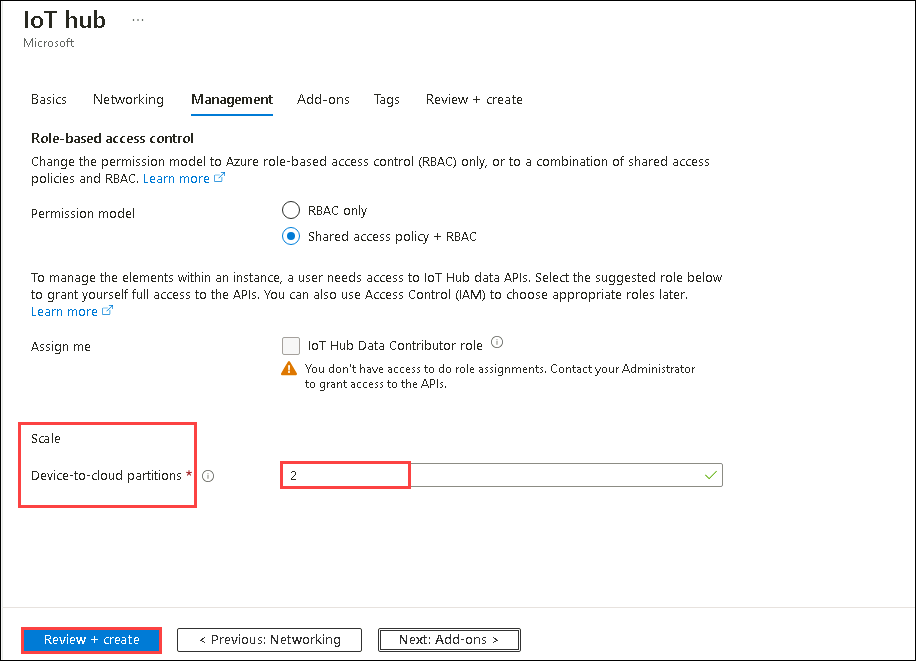 IoT hub ...
Microsoft
Basics Networking Management Add-ons Tags Review + create
Role-based access control
Change the permission model to Azure role-based access control (RBAC) only, or to a combination of shared access
policies and RBAC. Learn more
Permission model
RBAC only
Shared access policy + RBAC
To manage the elements within an instance, a user needs access to IoT Hub data APIs. Select the suggested role below
to grant yourself full access to the APIs. You can also use Access Control (IAM) to choose appropriate roles later.
Learn more
Assign me
IoT Hub Data Contributor role
You don't have access to do role assignments. Contact your Administrator
to grant access to the APIs.
Scale
Device-to-cloud partitions * 2
Review + create < Previous: Networking Next: Add-ons >